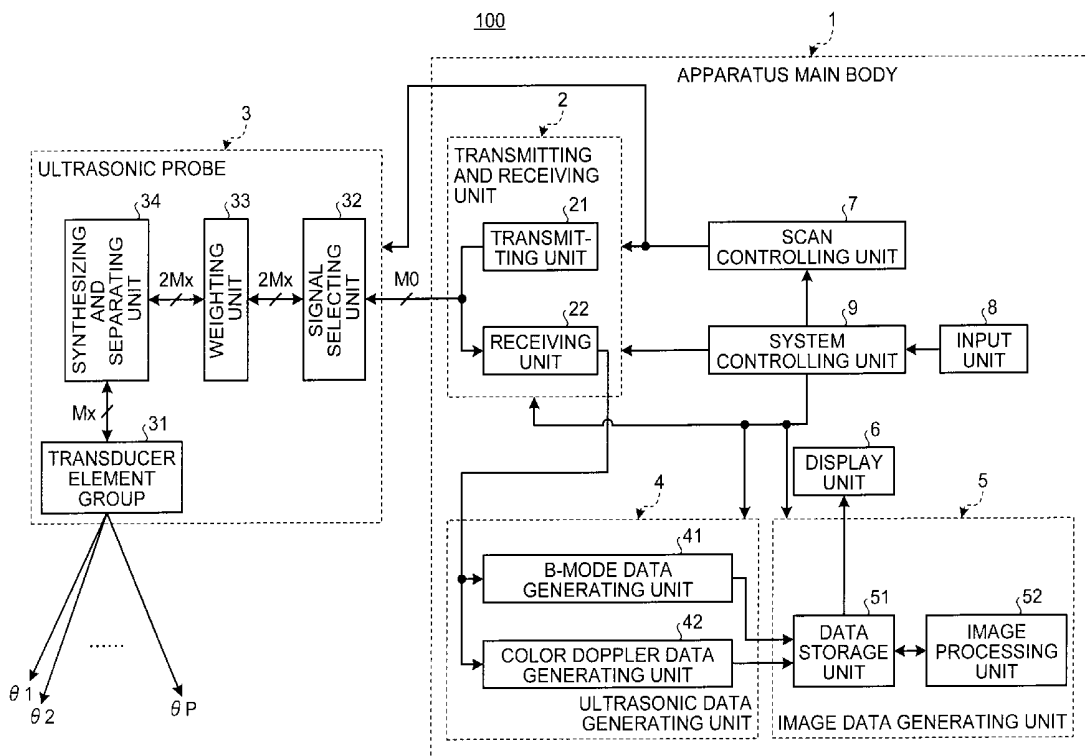 100
1
APPARATUS MAIN BODY
3
ULTRASONIC PROBE
34
SYNTHESIZING
AND
SEPARATING
UNIT
2Mx
33
WEIGHTING
UNIT
2Mx
32
SIGNAL
SELECTING
UNIT
M0
Mx
31
TRANSDUCER
ELEMENT
GROUP
θ1
θ2
......
θP
2
TRANSMITTING
AND RECEIVING
UNIT
21
TRANSMIT-
TING UNIT
22
RECEIVING
UNIT
7
SCAN
CONTROLLING UNIT
9
SYSTEM
CONTROLLING UNIT
8
INPUT
UNIT
6
DISPLAY
UNIT
4
41
B-MODE DATA
GENERATING UNIT
42
COLOR DOPPLER DATA
GENERATING UNIT
ULTRASONIC DATA
GENERATING UNIT
5
51
DATA
STORAGE
UNIT
52
IMAGE
PROCESSING
UNIT
IMAGE DATA GENERATING UNIT